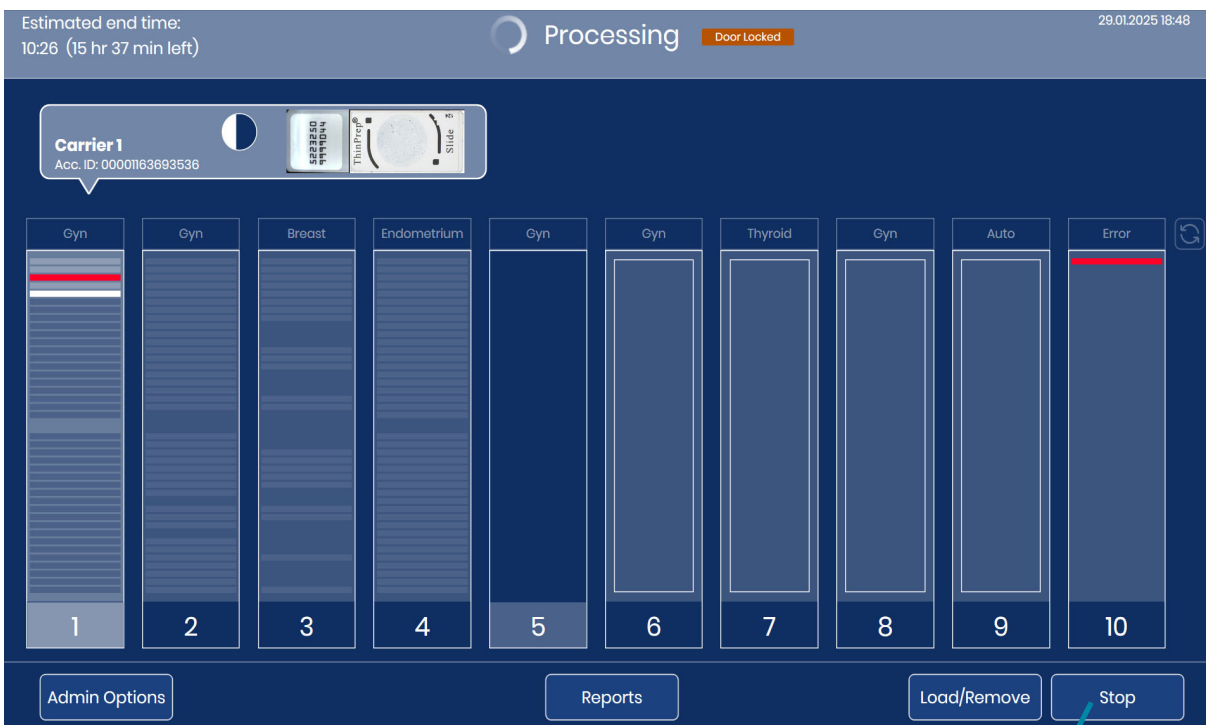 Estimated end time:
10:26 (15 hr 37 min left)
Processing
Door Locked
29.01.2025 18:48
Carrier 1
Acc. ID: 00001163693536
5223250
9999044
ThinPrep®
Slide
Gyn
Gyn
Breast
Endometrium
Gyn
Gyn
Thyroid
Gyn
Auto
Error
1
2
3
4
5
6
7
8
9
10
Admin Options
Reports
Load/Remove
Stop